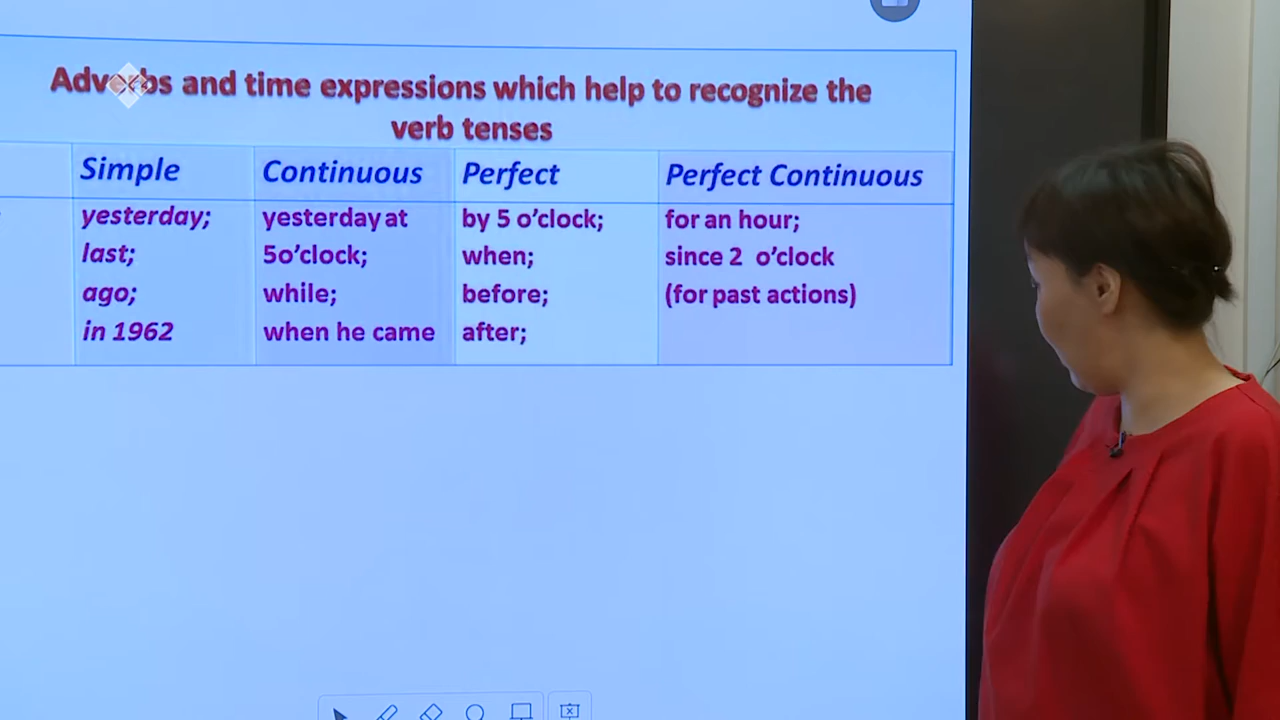 Adverbs and time expressions which help to recognize the
verb tenses
Simple
Continuous
Perfect
Perfect Continuous
yesterday;
last;
ago;
in 1962
yesterday at
5o'clock;
while;
when he came
by 5 o'clock;
when;
before;
after;
for an hour;
since 2 o'clock
(for past actions)